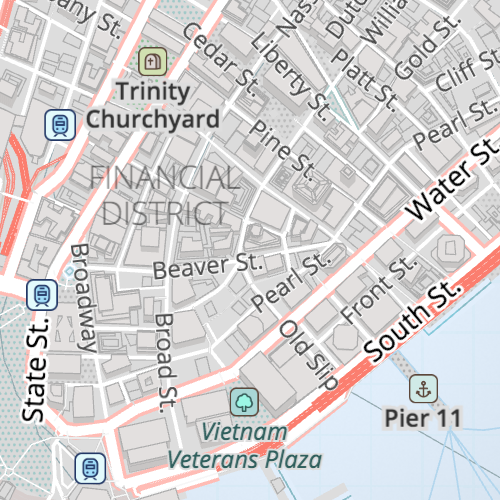 any St.
Cedar St.
Nas
Dutc
Willia
Liberty St.
Platt St.
Gold St.
Cliff St.
Pearl St.
Trinity
Churchyard
Pine St.
Water St.
FINANCIAL
DISTRICT
Beaver St.
Pearl St.
Front St.
South St.
Broadway
Broad St.
Old Slip
State St.
Pier 11
Vietnam
Veterans Plaza